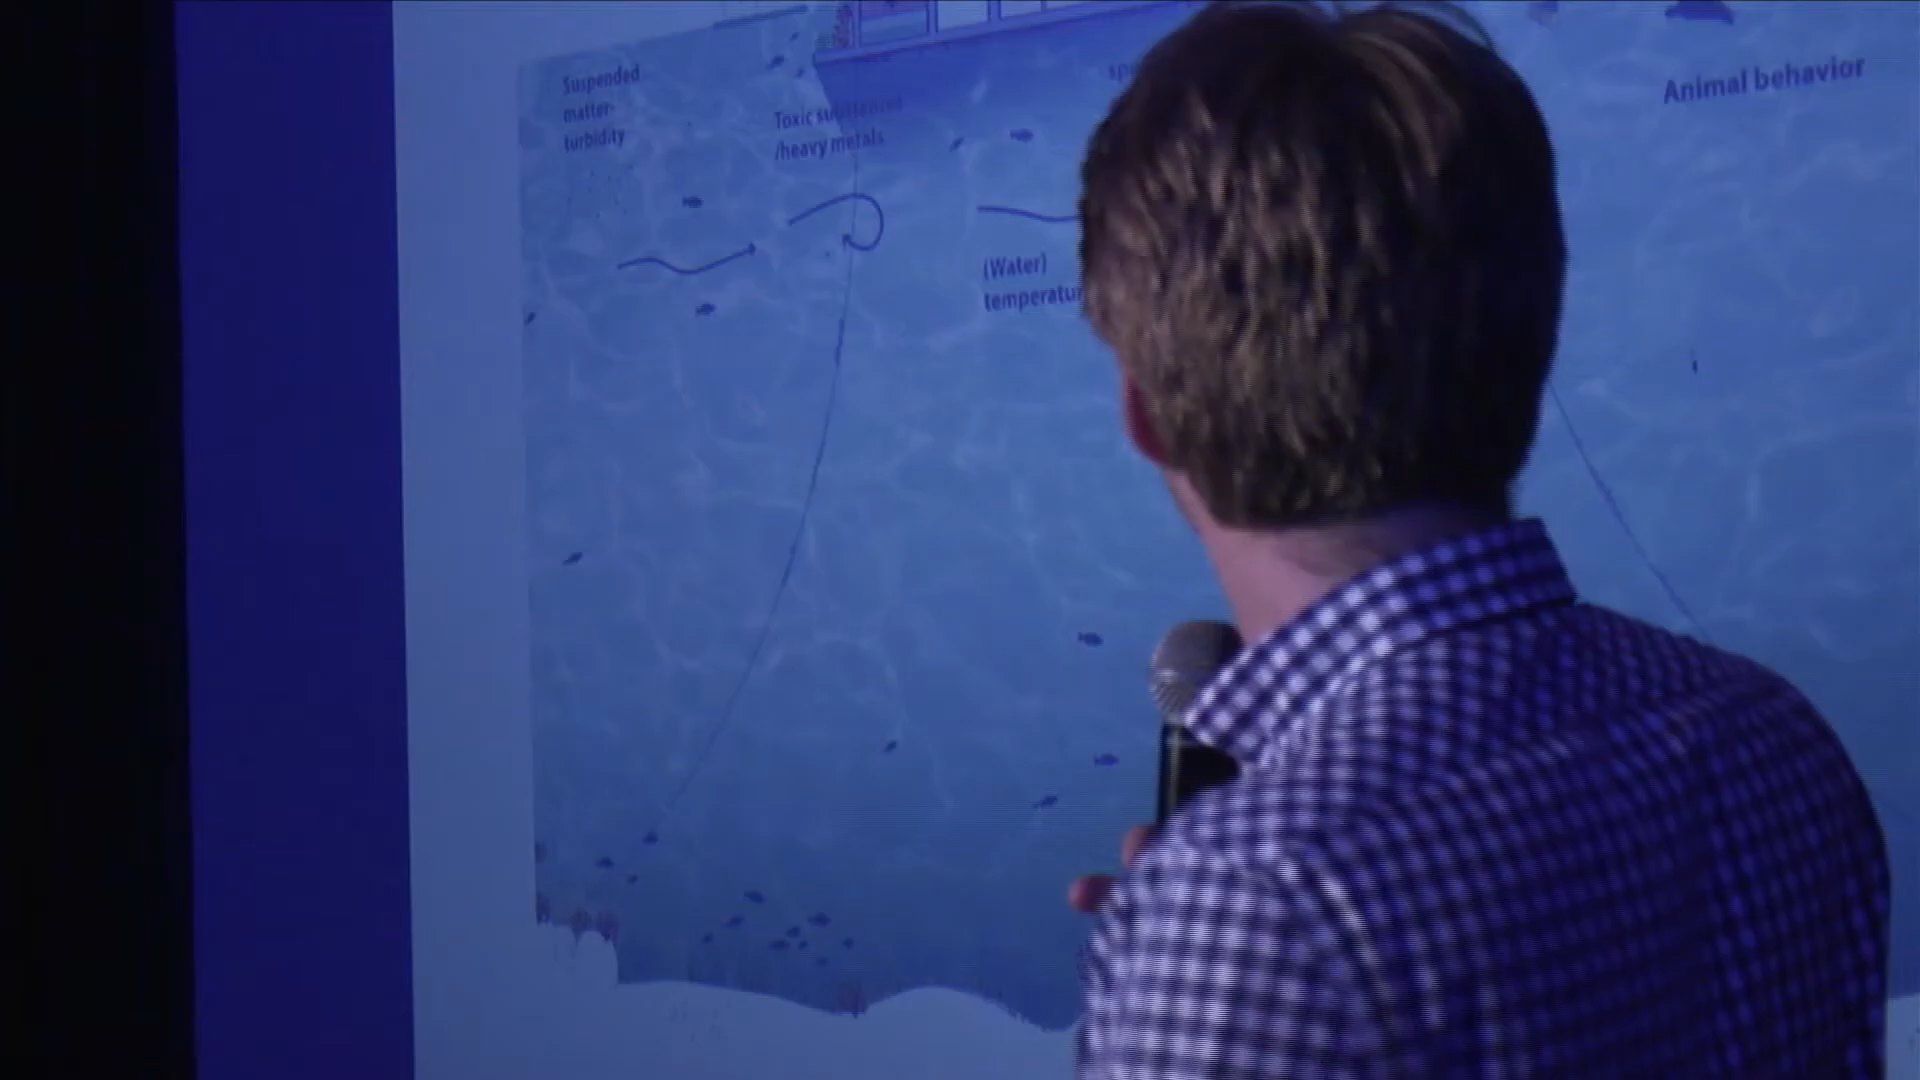 Suspended
matter-
turbidity
Toxic substances
/heavy metals
(Water)
Animal behavior